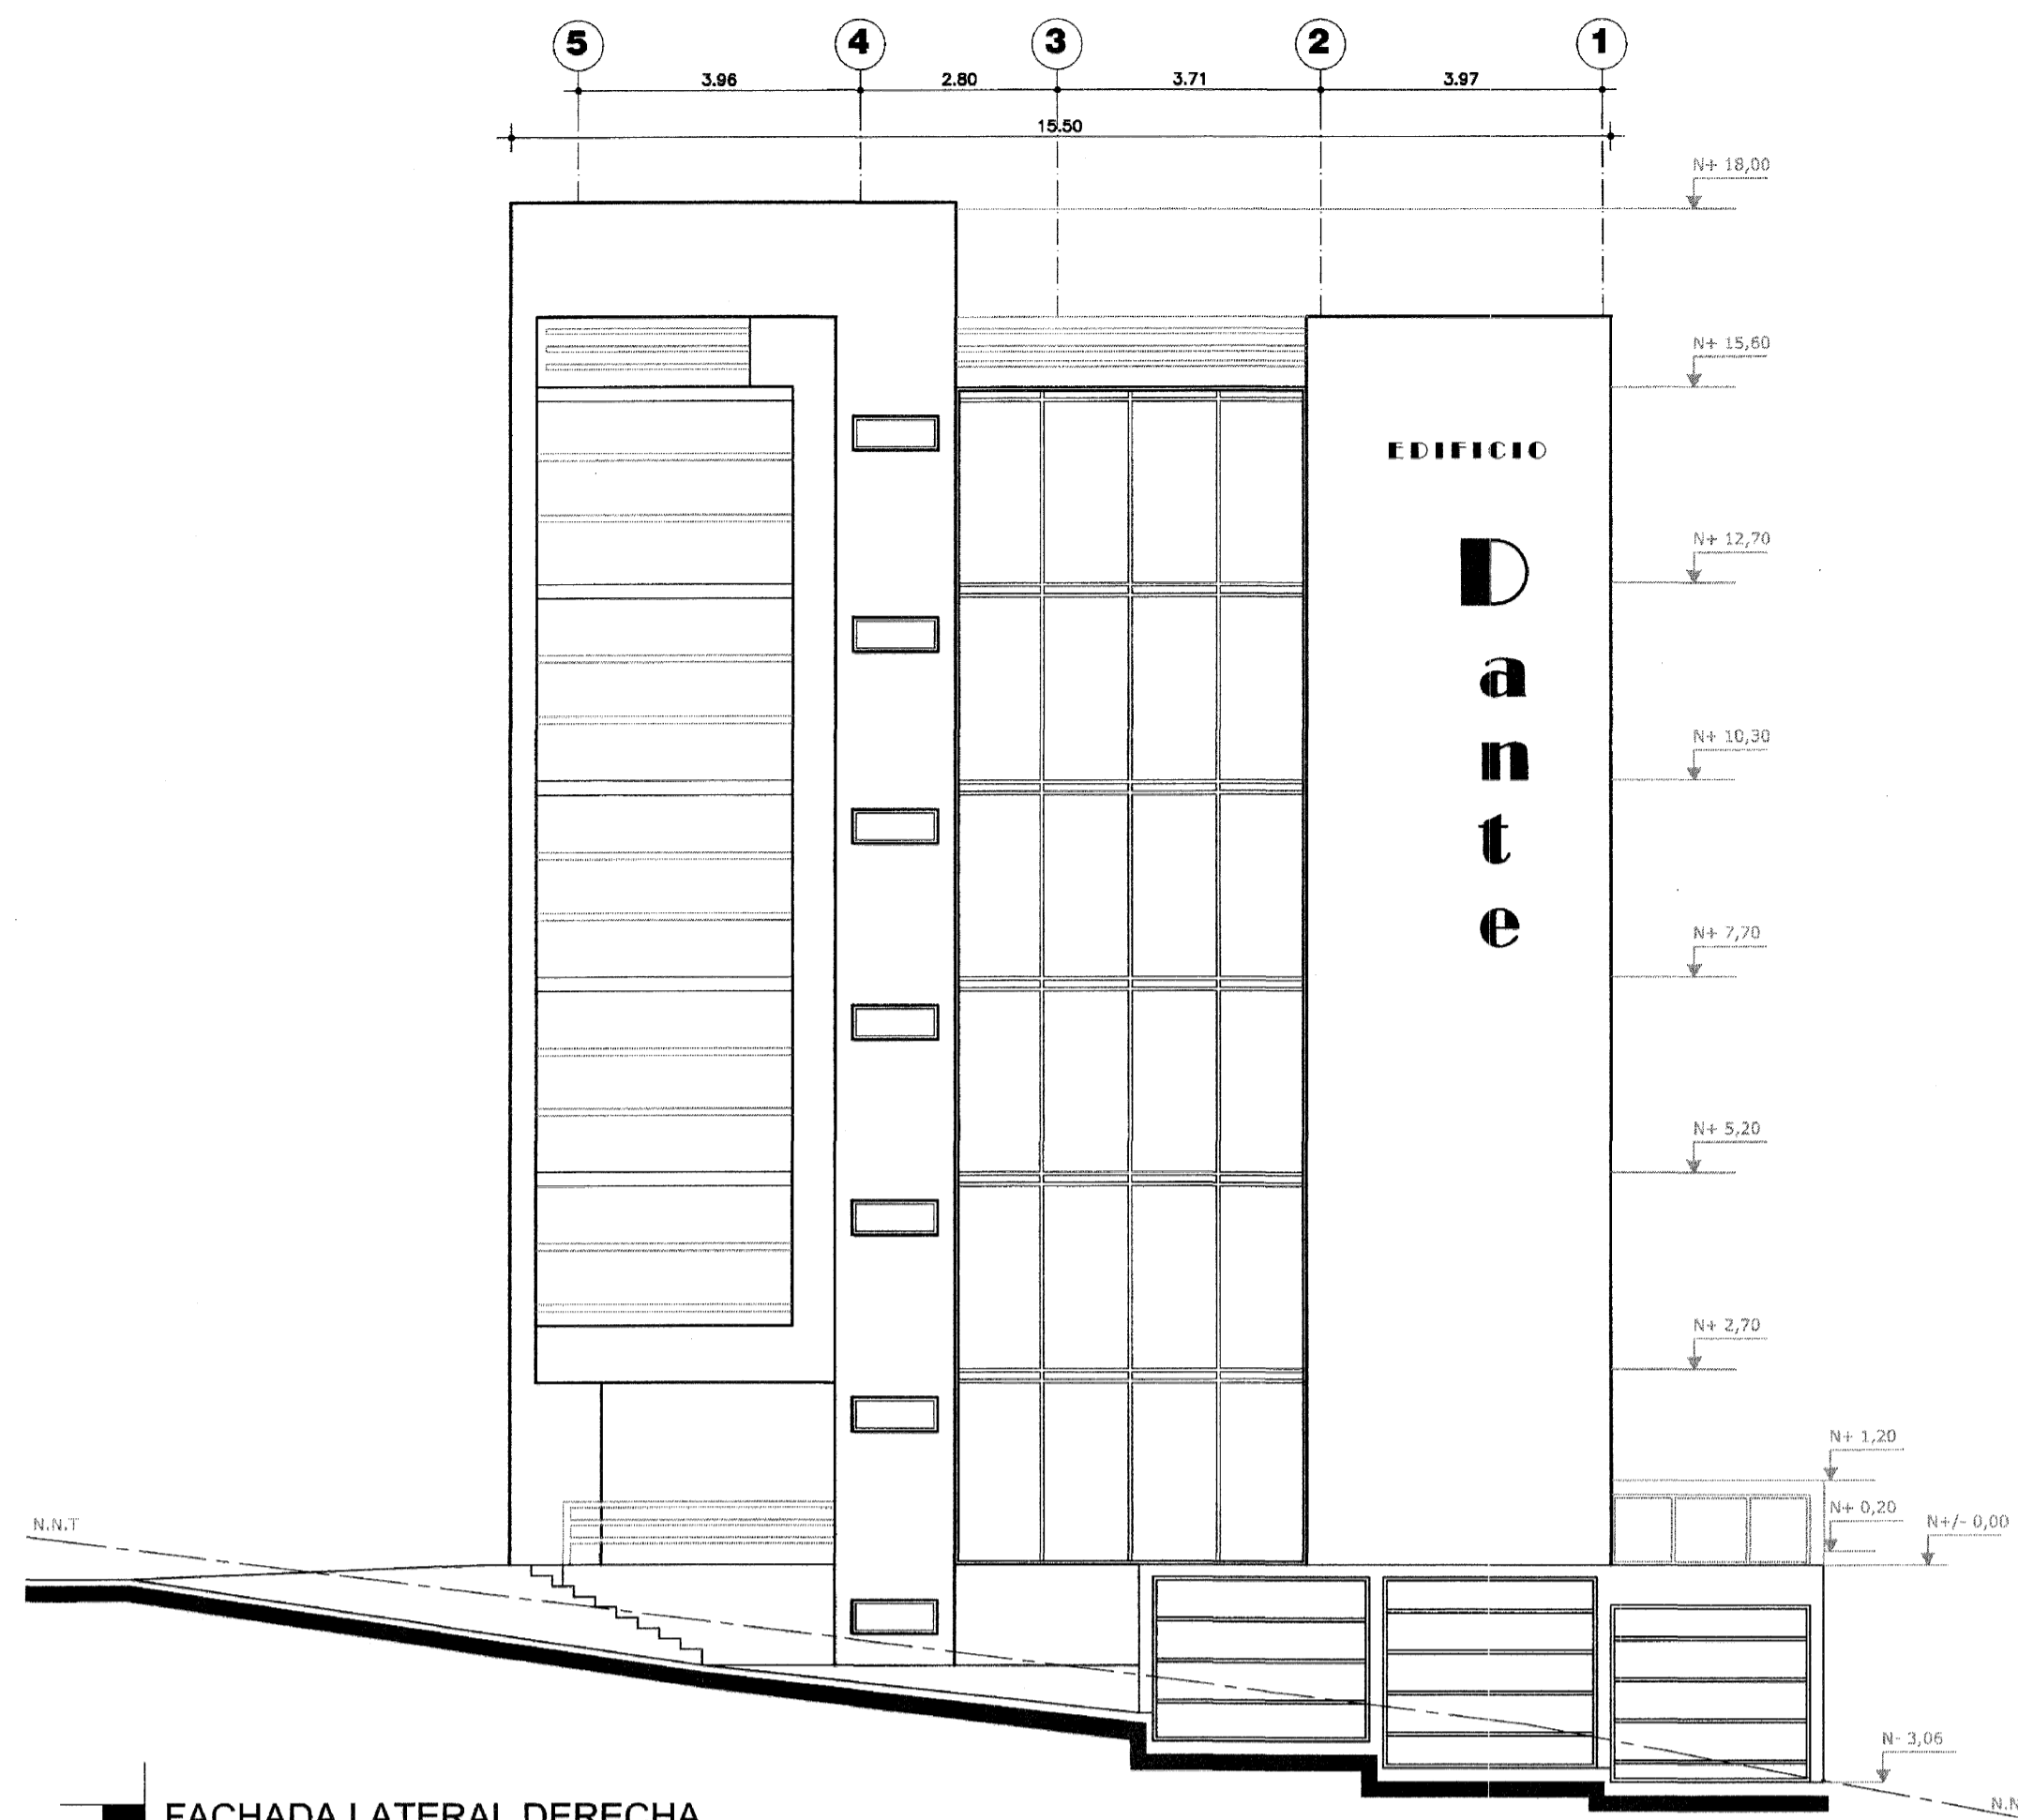 5 4 3 2 1
3.96 2.80 3.71 3.97
15.50
N+ 18,00
N+ 15,60
EDIFICIO
N+ 12,70
D
a
N+ 10,30
n
t
N+ 7,70
e
N+ 5,20
N+ 2,70
N+ 1,20
N+ 0,20
N+/- 0,00
N.N.T
N- 3,06
FACHADA LATERAL DERECHA